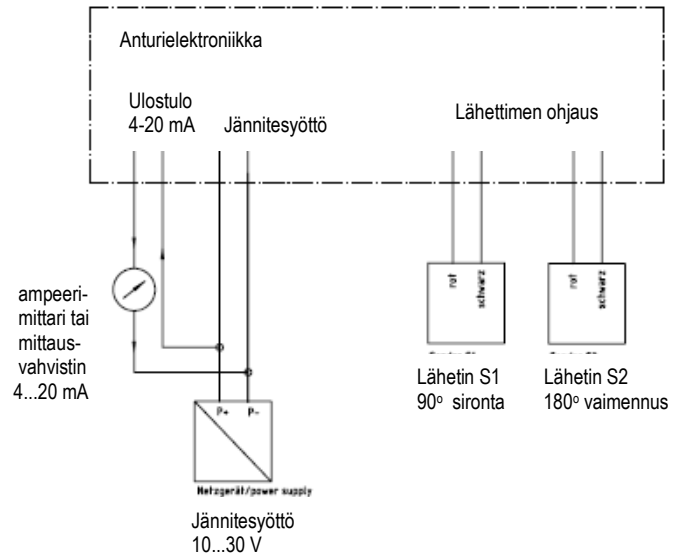 Anturielektroniikka
Ulostulo
4-20 mA
Jännitesyöttö
Lähettimen ohjaus
ampeeri-
mittari tai
mittaus-
vahvistin
4...20 mA
rot
schwarz
rot
schwarz
Lähetin S1
90° sironta
Lähetin S2
180° vaimennus
P+ P-
Netzgerät/power supply
Jännitesyöttö
10...30 V